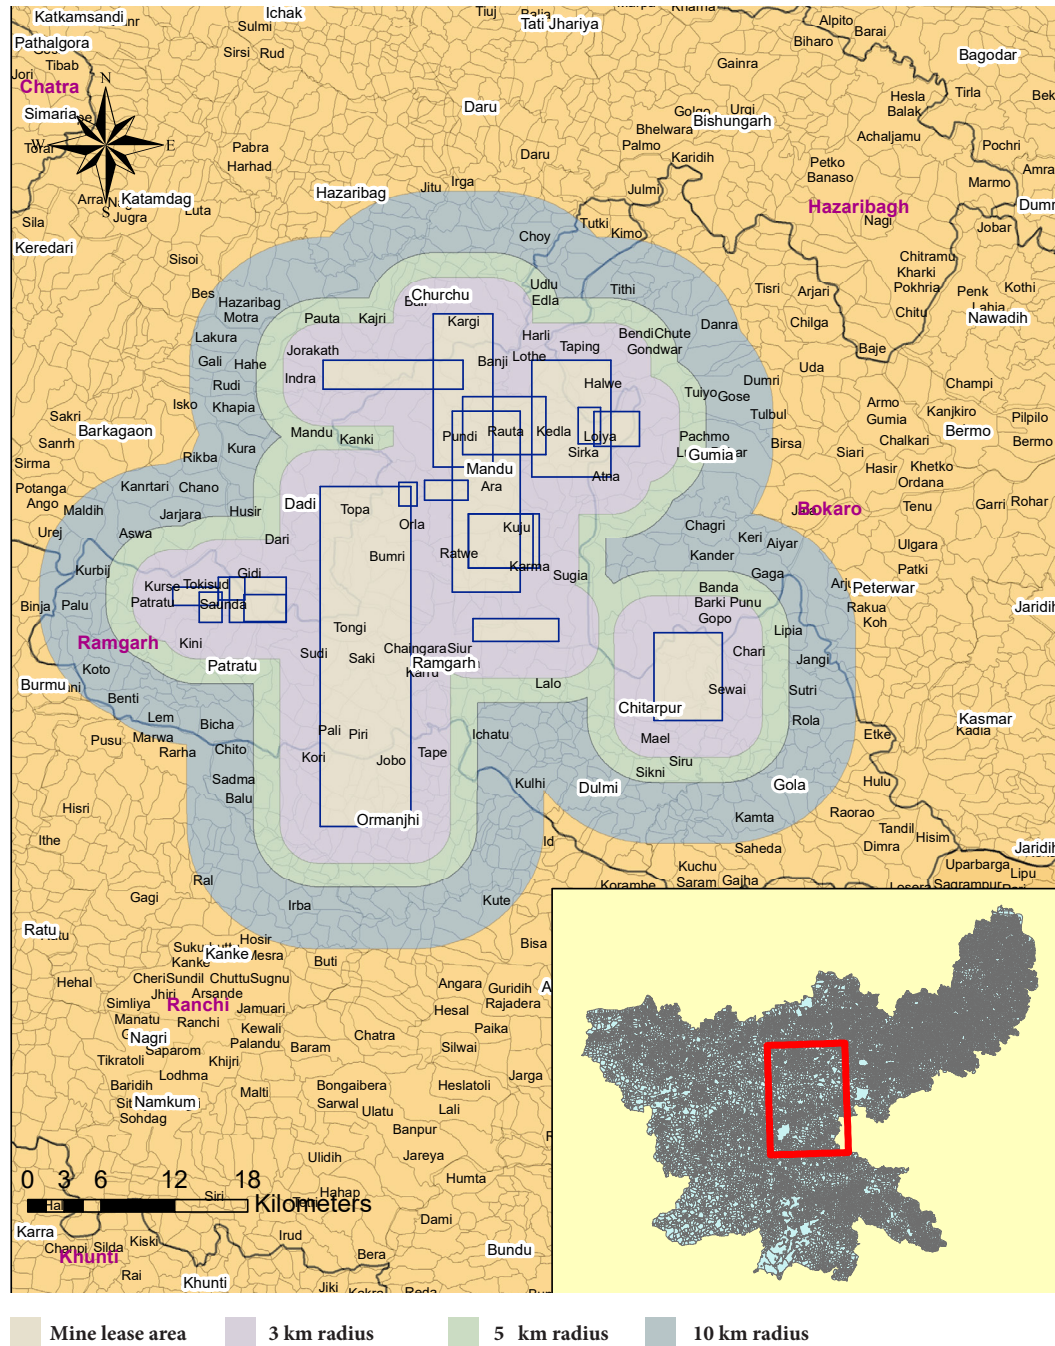 Katkamsandi
Ichak
Tiuj
Tati Jhariya
Alpito
Sulmi
Barai
Pathalgora
Biharo
Sirsi Rud
Bagodar
Tibab
Gainra
Jori
Chatra
Hesla
Tirla
Balak
Daru
Simaria
Urgi
Bishungarh
N
W
E
S
Bhelwara
Achaljamu
Palmo
Pabra
Karidih
Pochri
Harhad
Daru
Petko
Banaso
Marmo
Jitu
Irga
Julmi
Hazaribag
Katamdag
Luta
Jugra
Hazaribagh
Nagi
Sila
Tutki
Kimo
Jobar
Choy
Keredari
Sisoi
Chitramu
Kharki
Pokhria
Bes
Udlu
Tithi
Tisri
Arjari
Penk
Kothi
Churchu
Edla
Hazaribag
Motra
Chitu
Nawadih
Pauta
Kajri
Kargi
Danra
Chilga
Lakura
Harli
Bendi
Chute
Taping
Gondwar
Jorakath
Lothe
Baje
Gali
Hahe
Banji
Uda
Indra
Halwe
Dumri
Champi
Rudi
Tuiyo
Gose
Isko
Khapia
Tulbul
Armo
Gumia
Kanjkiro
Pilpilo
Sakri
Barkagaon
Mandu
Kanki
Pundi
Rauta
Kedla
Loiya
Pachmo
Birsa
Chalkari
Bermo
Bermo
Sanrh
Kura
Sirka
Gumia
Siari
Sirma
Rikba
Mandu
Hasir
Khetko
Atna
Ordana
Potanga
Kanrtari
Chano
Ara
Ango
Dadi
Bokaro
Tenu
Garri
Rohar
Maldih
Jarjara
Husir
Topa
Orla
Kuju
Chagri
Urej
Aswa
Dari
Keri
Aiyar
Ulgara
Bumri
Ratwe
Kander
Kurbij
Gidi
Karma
Sugia
Gaga
Patki
Kurse
Tokisud
Banda
Peterwar
Binja
Palu
Patratu
Saunda
Barki Punu
Rakua
Gopo
Koh
Tongi
Lipia
Ramgarh
Kini
Chaingara
Siur
Chari
Sudi
Saki
Ramgarh
Jangi
Koto
Patratu
Burmu
Lalo
Sewai
Sutri
Benti
Chitarpur
Lem
Bicha
Rola
Kasmar
Kadia
Pusu
Marwa
Pali
Piri
Ichatu
Mael
Etke
Rarha
Chito
Kori
Jobo
Tape
Siru
Sikni
Sadma
Kulhi
Dulmi
Gola
Hulu
Balu
Hisri
Ormanjhi
Kamta
Raorao
Tandil
Hisim
Ithe
Saheda
Dimra
Kuchu
Uparbarga
Saram
Gajha
Lipu
Ral
Korambe
Gagi
Irba
Kute
Ratu
Hosir
Kanke
Bisa
Buti
Hehal
Cheri
Sundil
Chuttu
Sugnu
Angara
Guridih
Jhiri
Arsande
Rajadera
Simliya
Ranchi
Jamuari
Hesal
Manatu
Ranchi
Kewali
Paika
Nagri
Palandu
Chatra
Baram
Silwai
Saparom
Tikratoli
Khijri
Lodhma
Jarga
Baridih
Malti
Bongaibera
Heslatoli
Namkum
Sarwal
Ulatu
Lali
Sohdag
Banpur
Ulidih
Jareya
0 3 6 12 18
Kilometers
Siri
Hahap
Humta
Karra
Dami
Chanpi
Silda
Kiski
Irud
Bera
Bundu
Khunti
Rai
Khunti
Jiki
Mine lease area
3 km radius
5 km radius
10 km radius